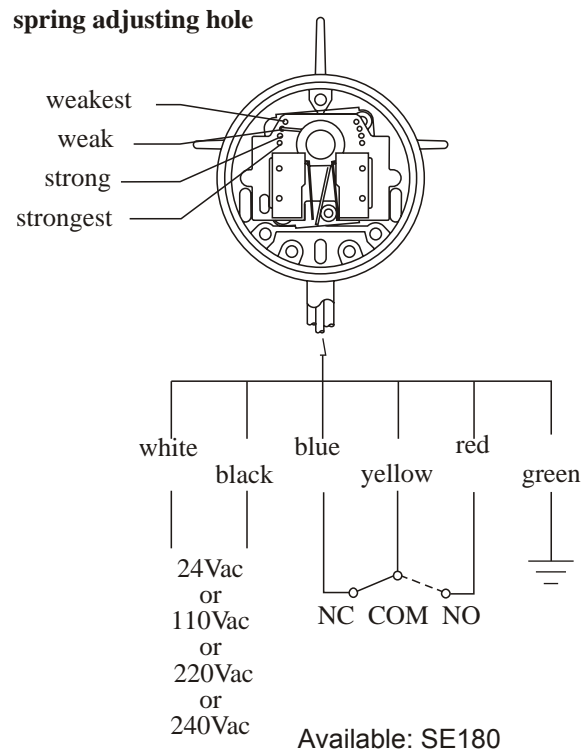 spring adjusting hole
weakest
weak
strong
strongest
white
black
blue
yellow
red
green
24Vac
or
110Vac
or
220Vac
or
240Vac
NC COM NO
Available: SE180